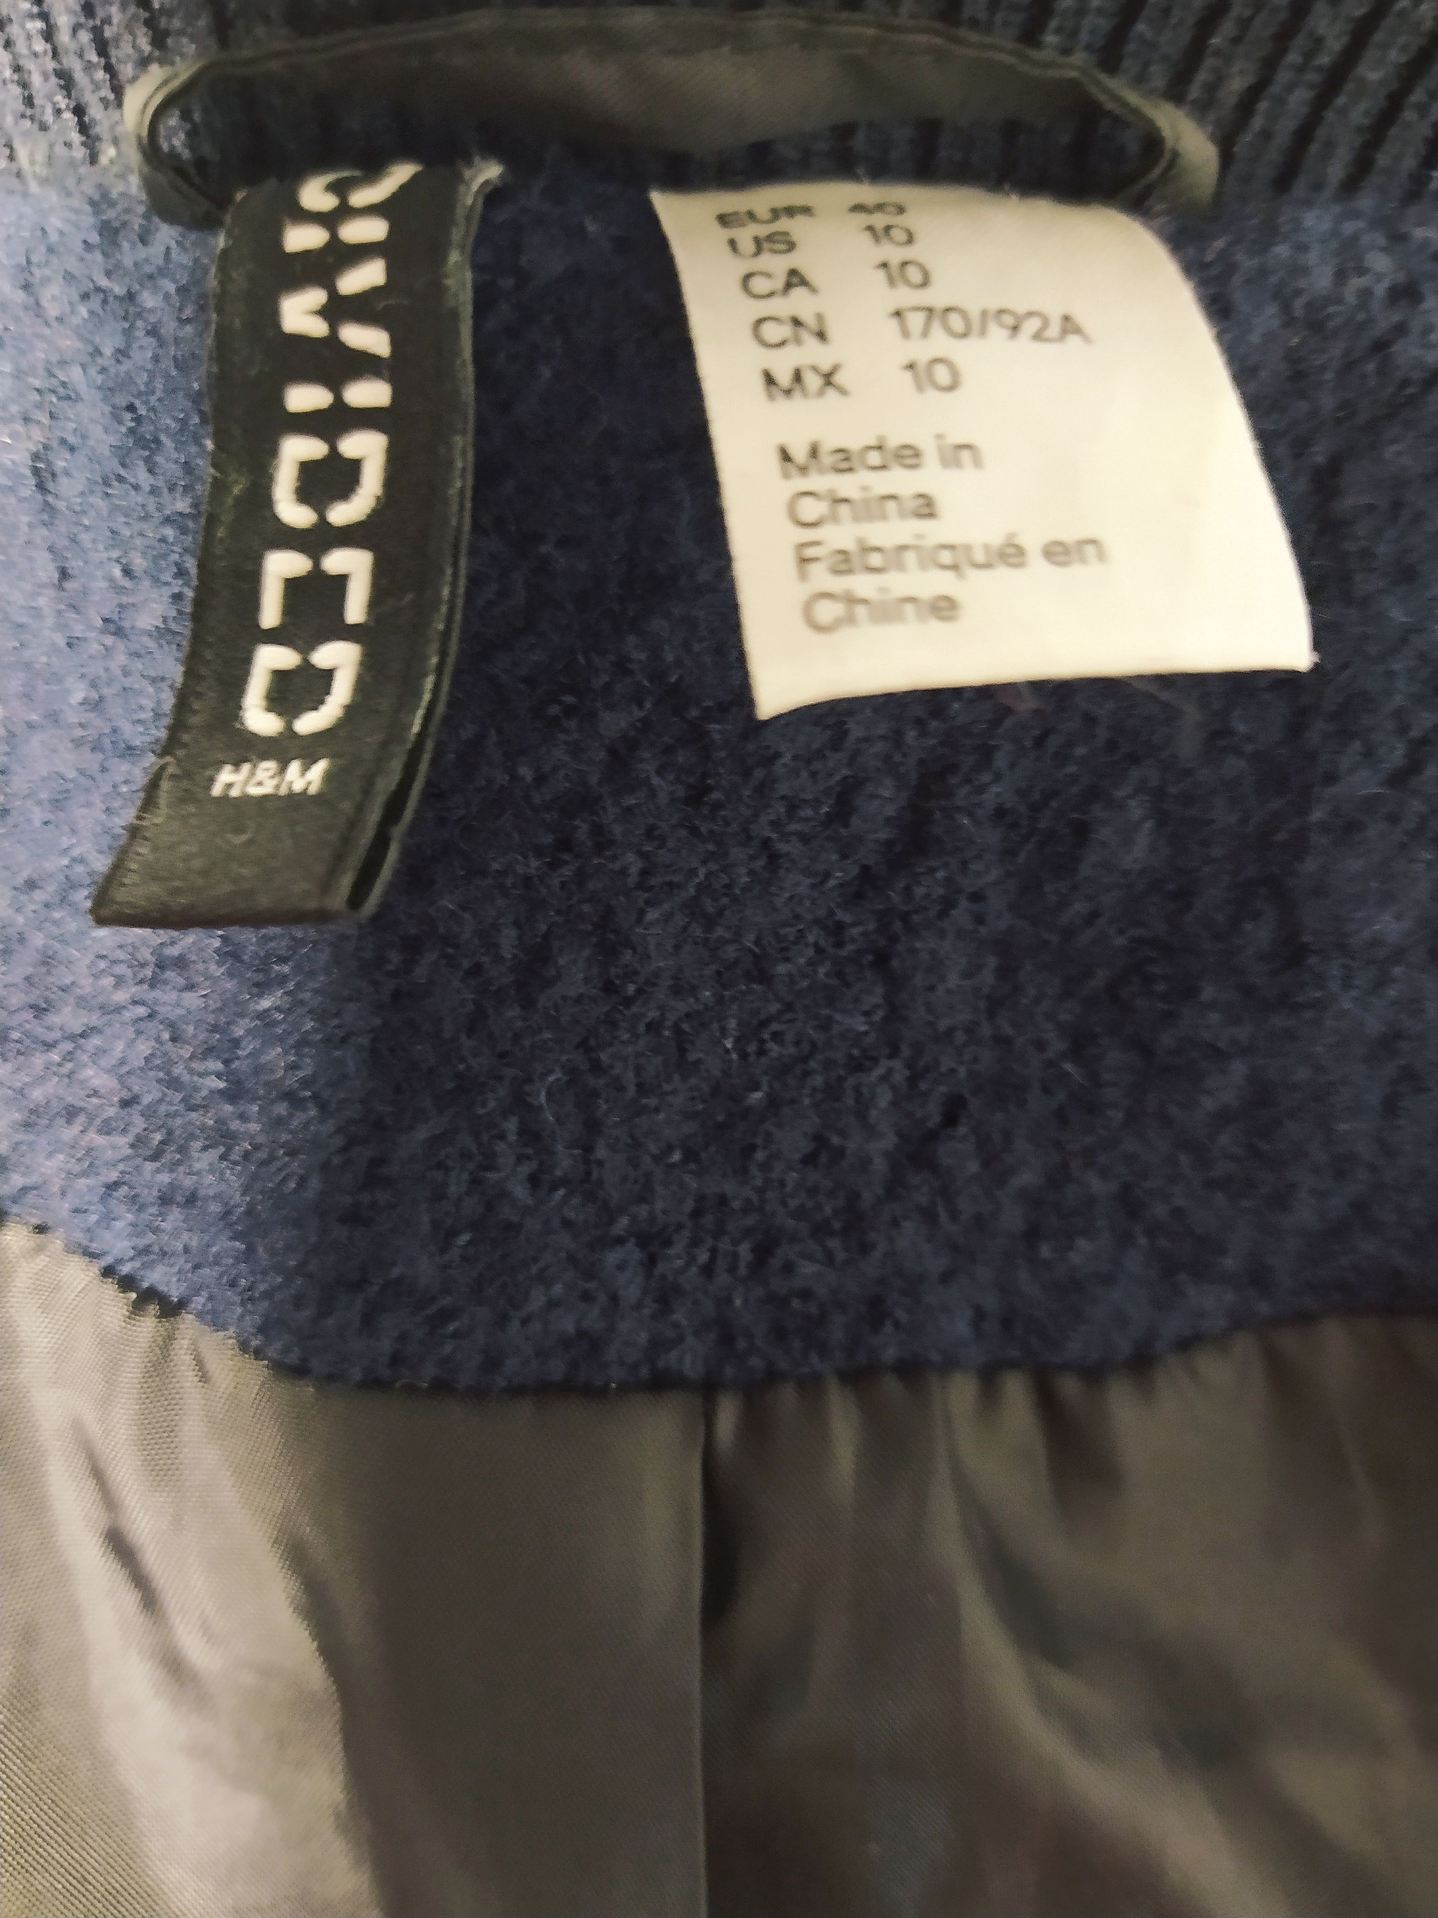 DIVIDED
H&M
EUR 40
US 10
CA 10
CN 170/92A
MX 10
Made in
China
Fabriqué en
Chine